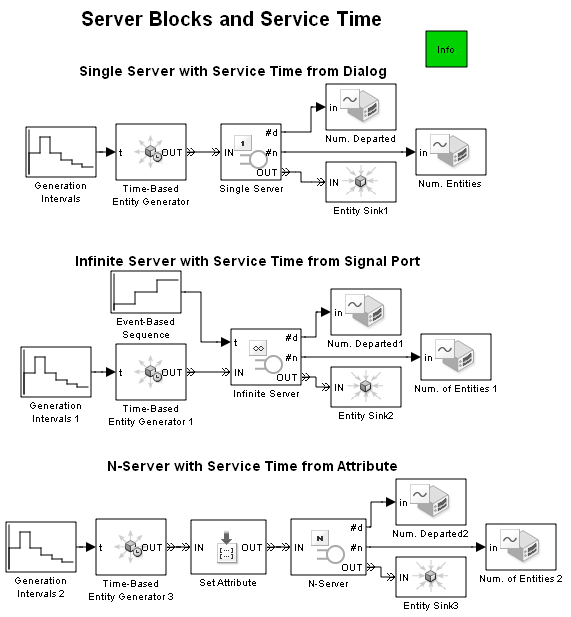 Server Blocks and Service Time
Info
Single Server with Service Time from Dialog
Generation
Intervals
t
OUT
Time-Based
Entity Generator
IN
1
#d
#n
OUT
Single Server
in
Num. Departed
in
Num. Entities
IN
Entity Sink1
Infinite Server with Service Time from Signal Port
Event-Based
Sequence
Generation
Intervals 1
t
OUT
Time-Based
Entity Generator 1
t
IN
∞
#d
#n
OUT
Infinite Server
in
Num. Departed1
in
Num. of Entities 1
IN
Entity Sink2
N-Server with Service Time from Attribute
Generation
Intervals 2
t
OUT
Time-Based
Entity Generator 3
IN
[...]
OUT
Set Attribute
IN
N
#d
#n
OUT
N-Server
in
Num. Departed2
in
Num. of Entities 2
IN
Entity Sink3